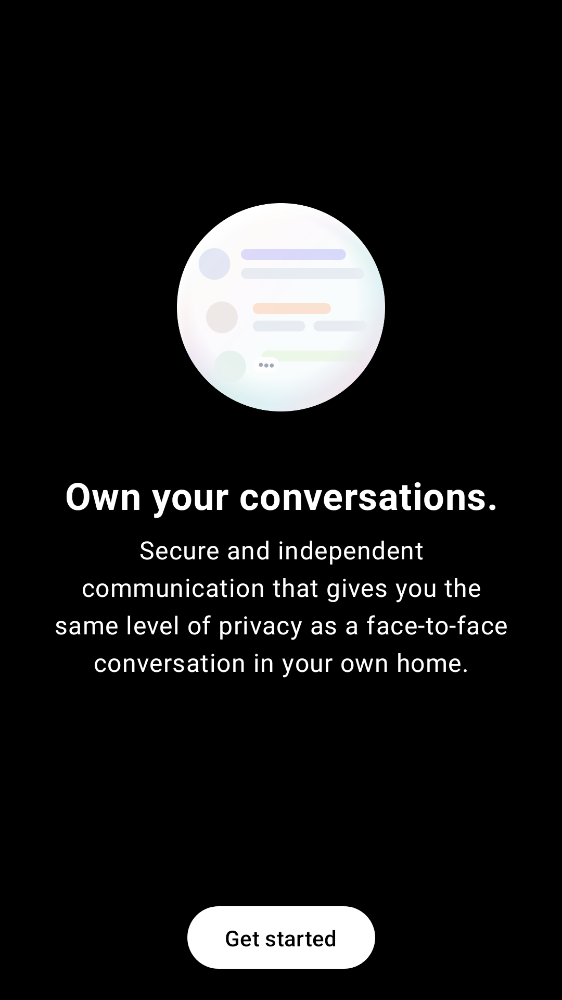 Own your conversations.
Secure and independent
communication that gives you the
same level of privacy as a face-to-face
conversation in your own home.
Get started